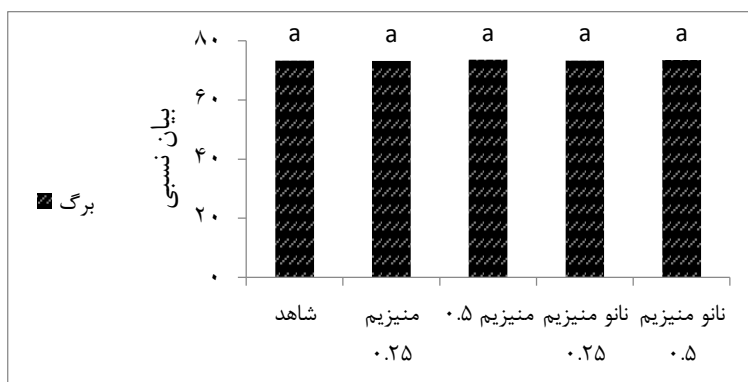 a a a a a
۸۰
۶۰
۴۰
۲۰
۰
بیان نسبی
برگ
شاهد
منیزیم
۰.۲۵
منیزیم ۰.۵
نانو منیزیم
۰.۲۵
نانو منیزیم
۰.۵